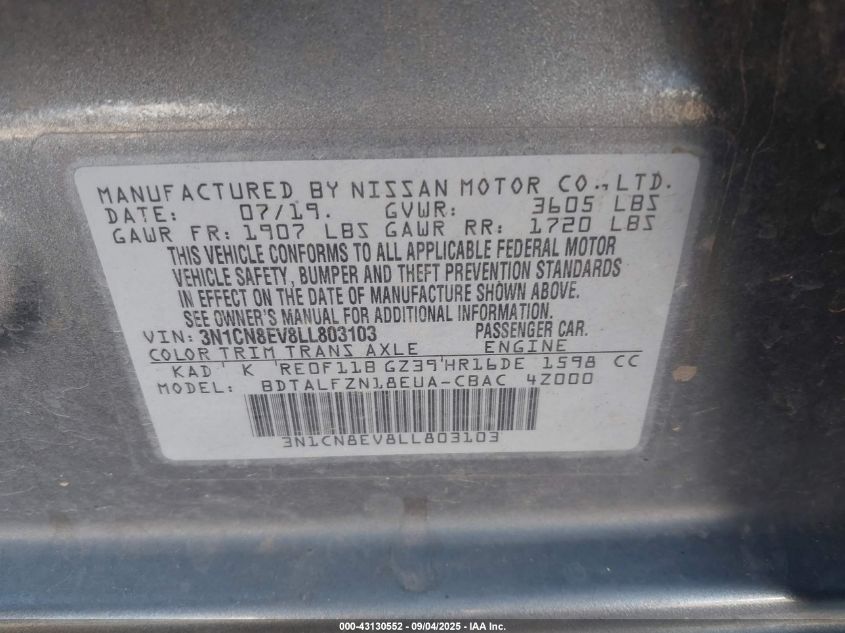 MANUFACTURED BY NISSAN MOTOR CO., LTD.
DATE: 07/19. GVWR: 3605 LBS
GAWR FR: 1907 LBS GAWR RR: 1720 LBS
THIS VEHICLE CONFORMS TO ALL APPLICABLE FEDERAL MOTOR
VEHICLE SAFETY, BUMPER AND THEFT PREVENTION STANDARDS
IN EFFECT ON THE DATE OF MANUFACTURE SHOWN ABOVE.
SEE OWNER'S MANUAL FOR ADDITIONAL INFORMATION.
VIN: 3N1CN8EV8LL803103 PASSENGER CAR.
COLOR TRIM TRANS AXLE ENGINE
KAD K RE0F11B GZ39 HR16DE 1598 CC
MODEL: BDTALFZN18EUA-CBAC 4Z000
3N1CN8EV8LL803103
000-43130552 - 09/04/2025 - IAA Inc.